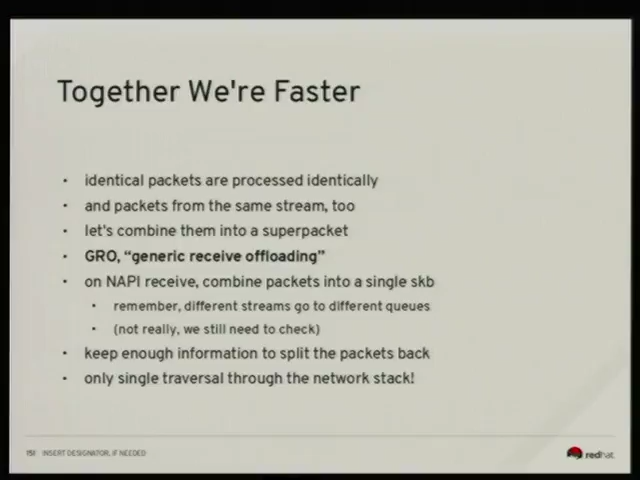 Together We're Faster
• identical packets are processed identically
• and packets from the same stream, too
• let's combine them into a superpacket
• GRO, “generic receive offloading”
• on NAPI receive, combine packets into a single skb
• remember, different streams go to different queues
• (not really, we still need to check)
• keep enough information to split the packets back
• only single traversal through the network stack!
INSERT DESIGNATOR, IF NEEDED
redhat.